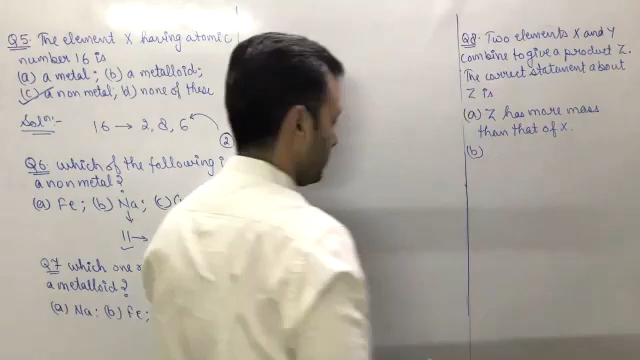 Q5. The element X having atomic
number 16 is
(a) a metal; (b) a metalloid;
(c) a non metal; d) none of these
Soln:-
16 → 2, 8, 6
2
Q6 which of the following i
a non metal?
(a) Fe; (b) Na; (c)
11 →
Q7 which one
a metalloid?
(a) Na: (b) Fe;
Q8. Two elements X and Y
combine to give a product Z.
The correct statement about
Z is
(a) Z has more mass
than that of X.
(b)